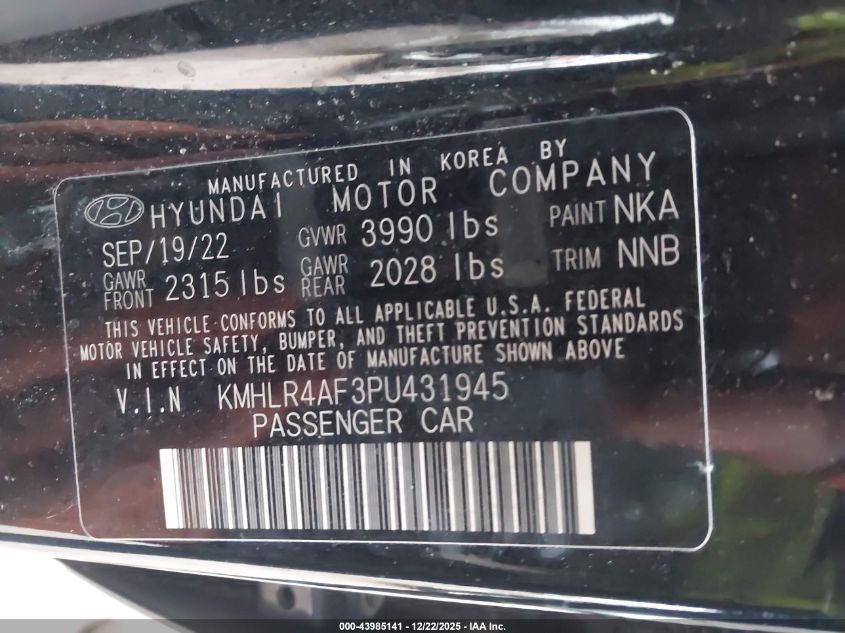 MANUFACTURED IN KOREA BY
HYUNDAI MOTOR COMPANY
SEP/19/22 GVWR 3990 lbs PAINT NKA
GAWR FRONT 2315 lbs GAWR REAR 2028 lbs TRIM NNB
THIS VEHICLE CONFORMS TO ALL APPLICABLE U.S.A. FEDERAL
MOTOR VEHICLE SAFETY, BUMPER, AND THEFT PREVENTION STANDARDS
IN EFFECT ON THE DATE OF MANUFACTURE SHOWN ABOVE
V.I.N KMHLR4AF3PU431945
PASSENGER CAR
000-43985141 - 12/22/2025 - IAA Inc.